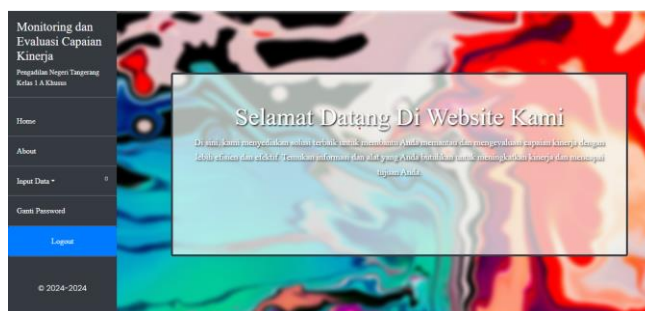 Monitoring dan
Evaluasi Capaian
Kinerja
Pengadilan Negeri Tangerang
Kelas 1 A Khusus
Home
About
Input Data
0
Ganti Password
Logout
© 2024-2024
Selamat Datang Di Website Kami
Di sini, kami menyediakan solusi terbaik untuk membantu Anda memantau dan mengevaluasi capaian kinerja dengan
lebih efisien dan efektif. Temukan informasi dan alat yang Anda butuhkan untuk meningkatkan kinerja dan mencapai
tujuan Anda.